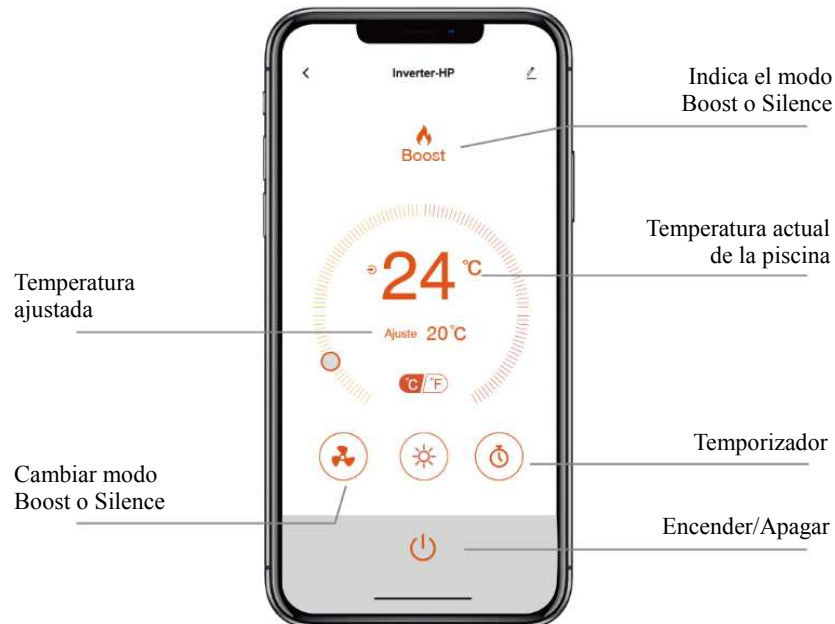 Inverter-HP
Indica el modo
Boost o Silence
Boost
Temperatura actual
de la piscina
24 °C
Temperatura
ajustada
Ajuste 20°C
°C/°F
Temporizador
Cambiar modo
Boost o Silence
A
Encender/Apagar